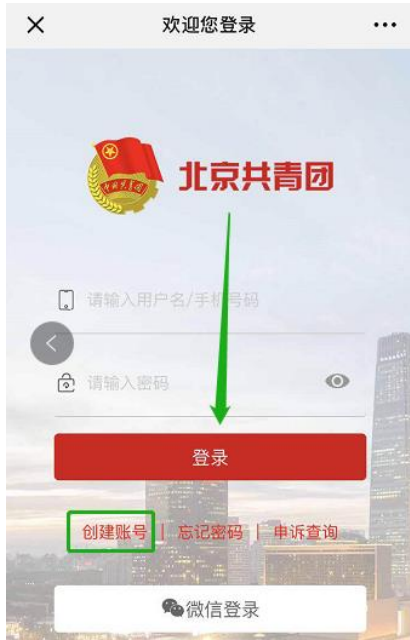 欢迎您登录
北京共青团
请输入用户名/手机号码
请输入密码
登录
创建账号 | 忘记密码 | 申诉查询
微信登录